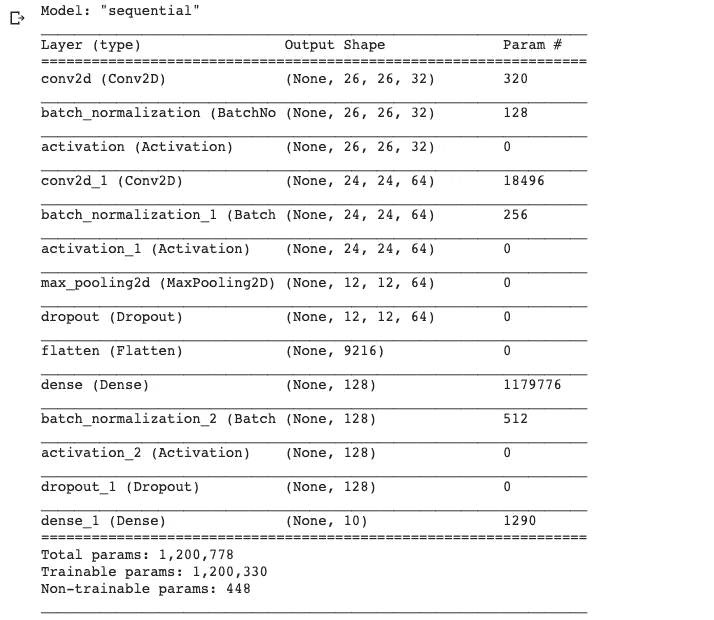 Model: "sequential"
Layer (type) Output Shape Param #
conv2d (Conv2D) (None, 26, 26, 32) 320
batch_normalization (BatchNo (None, 26, 26, 32) 128
activation (Activation) (None, 26, 26, 32) 0
conv2d_1 (Conv2D) (None, 24, 24, 64) 18496
batch_normalization_1 (Batch (None, 24, 24, 64) 256
activation_1 (Activation) (None, 24, 24, 64) 0
max_pooling2d (MaxPooling2D) (None, 12, 12, 64) 0
dropout (Dropout) (None, 12, 12, 64) 0
flatten (Flatten) (None, 9216) 0
dense (Dense) (None, 128) 1179776
batch_normalization_2 (Batch (None, 128) 512
activation_2 (Activation) (None, 128) 0
dropout_1 (Dropout) (None, 128) 0
dense_1 (Dense) (None, 10) 1290
Total params: 1,200,778
Trainable params: 1,200,330
Non-trainable params: 448